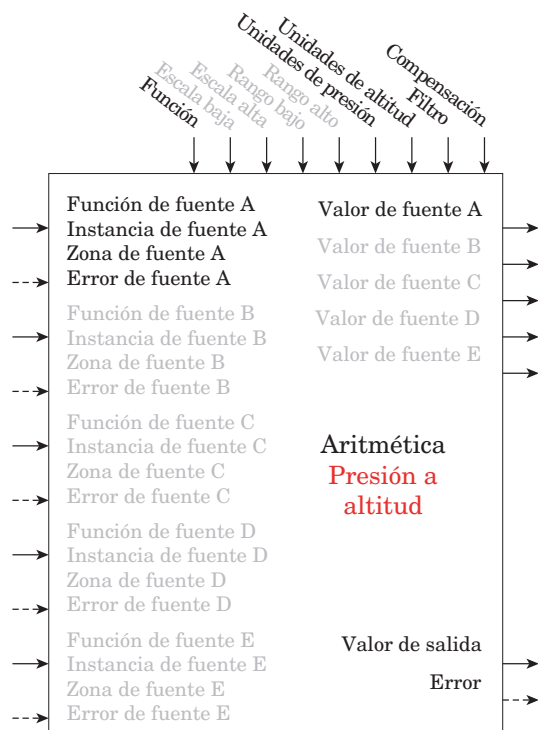 Función
Escala baja
Escala alta
Rango bajo
Rango alto
Unidades de presión
Unidades de altitud
Filtro
Compensación
Función de fuente A
Instancia de fuente A
Zona de fuente A
Error de fuente A
Función de fuente B
Instancia de fuente B
Zona de fuente B
Error de fuente B
Función de fuente C
Instancia de fuente C
Zona de fuente C
Error de fuente C
Función de fuente D
Instancia de fuente D
Zona de fuente D
Error de fuente D
Función de fuente E
Instancia de fuente E
Zona de fuente E
Error de fuente E
Valor de fuente A
Valor de fuente B
Valor de fuente C
Valor de fuente D
Valor de fuente E
Aritmética
Presión a
altitud
Valor de salida
Error